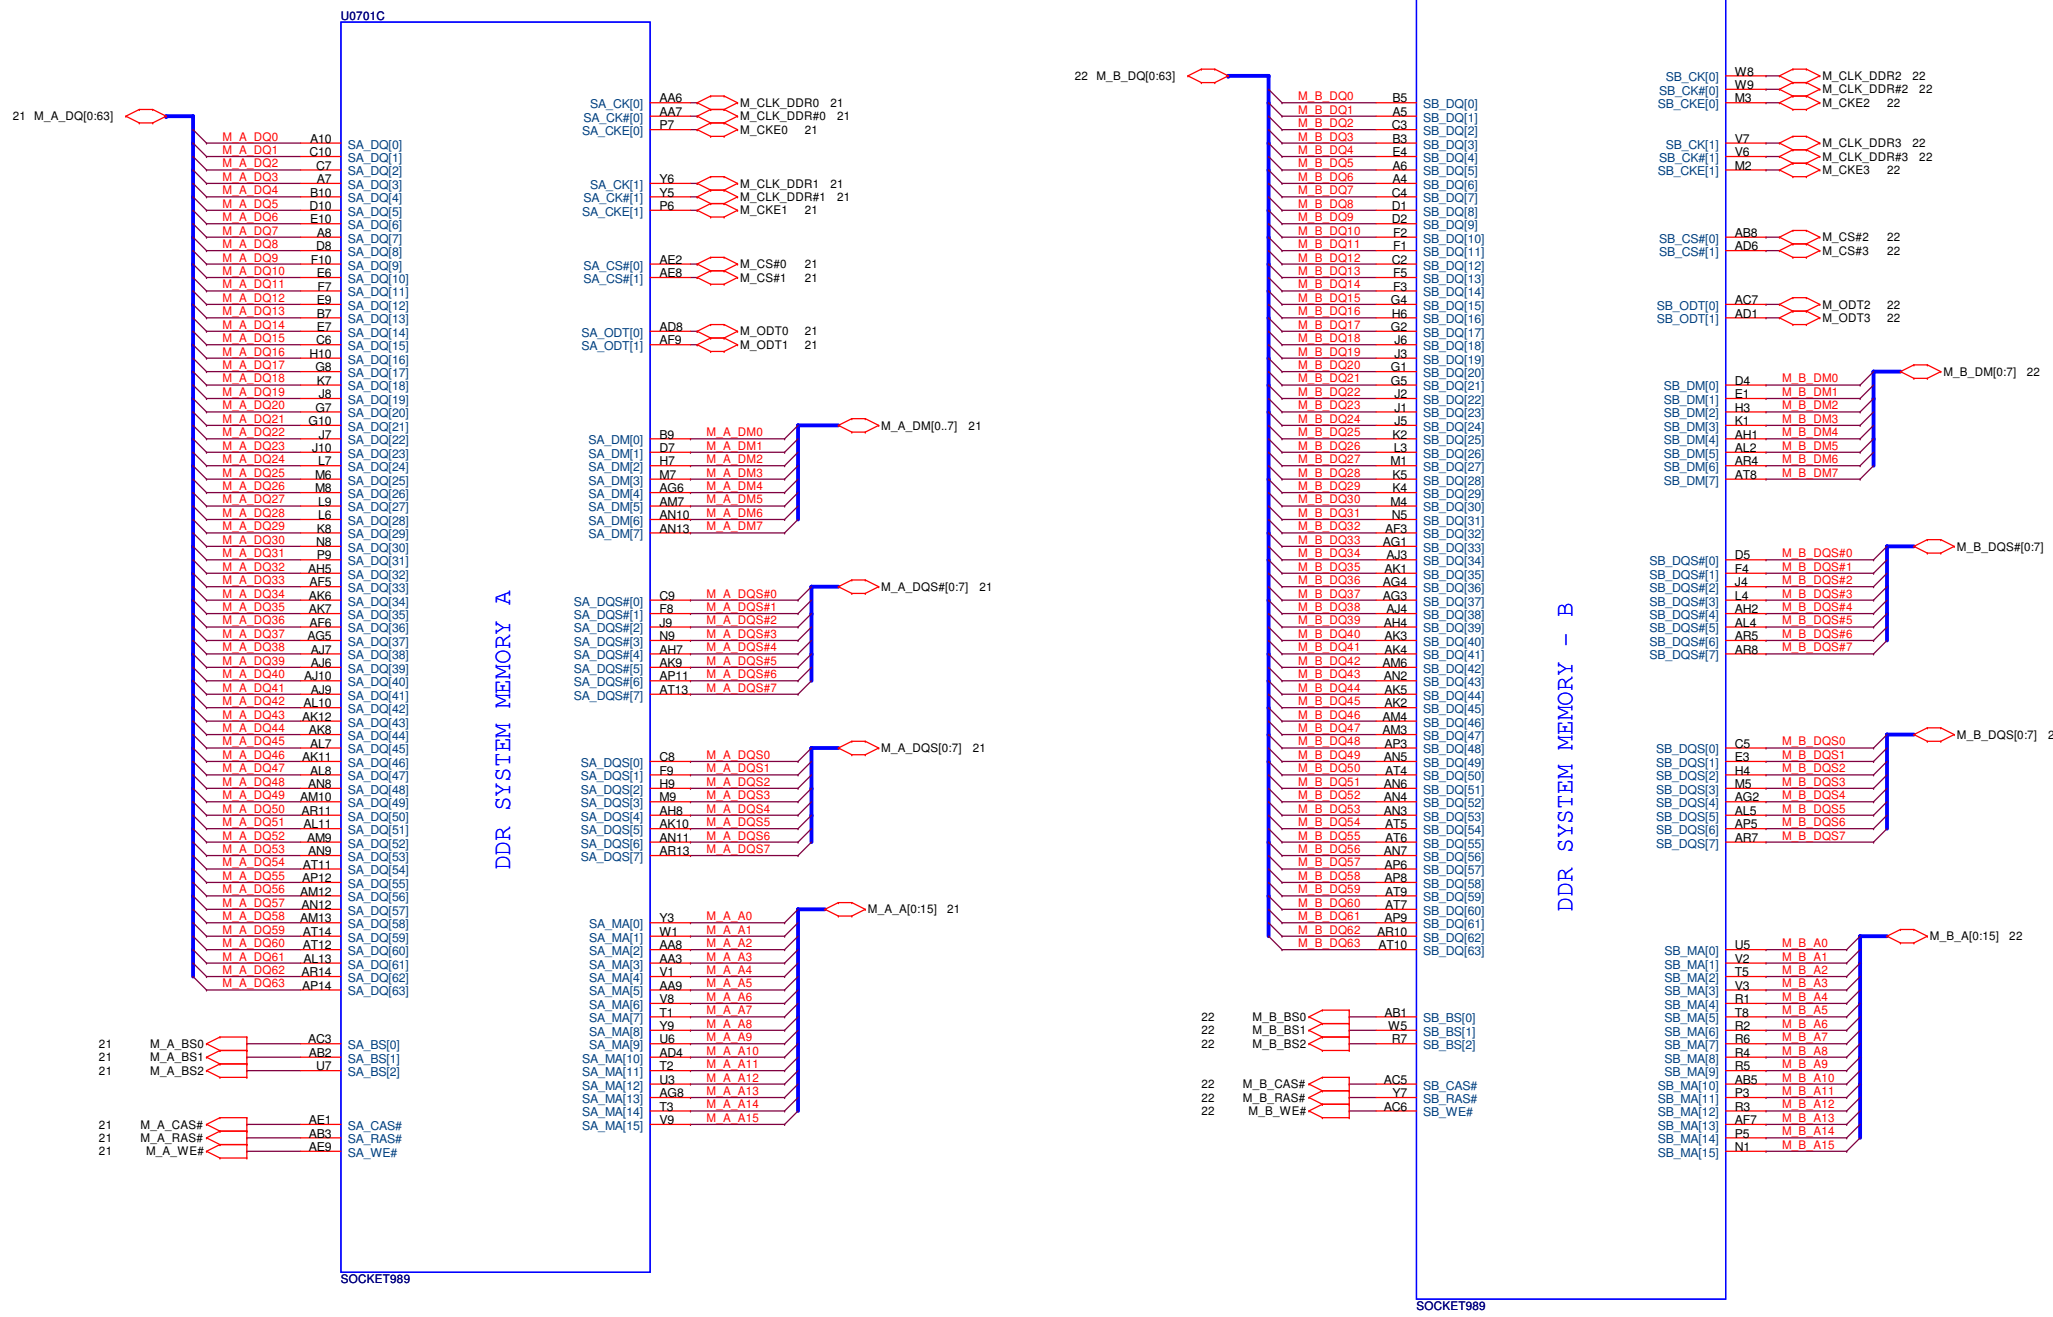 U0701C
21 M_A_DQ[0:63]
M_A_DQ0 A10 SA_DQ[0]
M_A_DQ1 C10 SA_DQ[1]
M_A_DQ2 C7 SA_DQ[2]
M_A_DQ3 A7 SA_DQ[3]
M_A_DQ4 B10 SA_DQ[4]
M_A_DQ5 D10 SA_DQ[5]
M_A_DQ6 E10 SA_DQ[6]
M_A_DQ7 A8 SA_DQ[7]
M_A_DQ8 D8 SA_DQ[8]
M_A_DQ9 F10 SA_DQ[9]
M_A_DQ10 E6 SA_DQ[10]
M_A_DQ11 F7 SA_DQ[11]
M_A_DQ12 E9 SA_DQ[12]
M_A_DQ13 B7 SA_DQ[13]
M_A_DQ14 E7 SA_DQ[14]
M_A_DQ15 C6 SA_DQ[15]
M_A_DQ16 H10 SA_DQ[16]
M_A_DQ17 G8 SA_DQ[17]
M_A_DQ18 K7 SA_DQ[18]
M_A_DQ19 J8 SA_DQ[19]
M_A_DQ20 G7 SA_DQ[20]
M_A_DQ21 G10 SA_DQ[21]
M_A_DQ22 J7 SA_DQ[22]
M_A_DQ23 J10 SA_DQ[23]
M_A_DQ24 L7 SA_DQ[24]
M_A_DQ25 M6 SA_DQ[25]
M_A_DQ26 M8 SA_DQ[26]
M_A_DQ27 L9 SA_DQ[27]
M_A_DQ28 L6 SA_DQ[28]
M_A_DQ29 K8 SA_DQ[29]
M_A_DQ30 N8 SA_DQ[30]
M_A_DQ31 P9 SA_DQ[31]
M_A_DQ32 AH5 SA_DQ[32]
M_A_DQ33 AF5 SA_DQ[33]
M_A_DQ34 AK6 SA_DQ[34]
M_A_DQ35 AK7 SA_DQ[35]
M_A_DQ36 AF6 SA_DQ[36]
M_A_DQ37 AG5 SA_DQ[37]
M_A_DQ38 AJ7 SA_DQ[38]
M_A_DQ39 AJ6 SA_DQ[39]
M_A_DQ40 AJ10 SA_DQ[40]
M_A_DQ41 AJ9 SA_DQ[41]
M_A_DQ42 AL10 SA_DQ[42]
M_A_DQ43 AK12 SA_DQ[43]
M_A_DQ44 AK8 SA_DQ[44]
M_A_DQ45 AL7 SA_DQ[45]
M_A_DQ46 AK11 SA_DQ[46]
M_A_DQ47 AL8 SA_DQ[47]
M_A_DQ48 AN8 SA_DQ[48]
M_A_DQ49 AM10 SA_DQ[49]
M_A_DQ50 AR11 SA_DQ[50]
M_A_DQ51 AL11 SA_DQ[51]
M_A_DQ52 AM9 SA_DQ[52]
M_A_DQ53 AN9 SA_DQ[53]
M_A_DQ54 AT11 SA_DQ[54]
M_A_DQ55 AP12 SA_DQ[55]
M_A_DQ56 AM12 SA_DQ[56]
M_A_DQ57 AN12 SA_DQ[57]
M_A_DQ58 AM13 SA_DQ[58]
M_A_DQ59 AT14 SA_DQ[59]
M_A_DQ60 AT12 SA_DQ[60]
M_A_DQ61 AL13 SA_DQ[61]
M_A_DQ62 AR14 SA_DQ[62]
M_A_DQ63 AP14 SA_DQ[63]
21 M_A_BS0 AC3 SA_BS[0]
21 M_A_BS1 AB2 SA_BS[1]
21 M_A_BS2 U7 SA_BS[2]
21 M_A_CAS# AE1 SA_CAS#
21 M_A_RAS# AB3 SA_RAS#
21 M_A_WE# AE9 SA_WE#
DDR SYSTEM MEMORY A
SA_CK[0] AA6 M_CLK_DDR0 21
SA_CK#[0] AA7 M_CLK_DDR#0 21
SA_CKE[0] P7 M_CKE0 21
SA_CK[1] Y6 M_CLK_DDR1 21
SA_CK#[1] Y5 M_CLK_DDR#1 21
SA_CKE[1] P6 M_CKE1 21
SA_CS#[0] AE2 M_CS#0 21
SA_CS#[1] AE8 M_CS#1 21
SA_ODT[0] AD8 M_ODT0 21
SA_ODT[1] AF9 M_ODT1 21
M_A_DM[0..7] 21
SA_DM[0] B9 M_A_DM0
SA_DM[1] D7 M_A_DM1
SA_DM[2] H7 M_A_DM2
SA_DM[3] M7 M_A_DM3
SA_DM[4] AG6 M_A_DM4
SA_DM[5] AM7 M_A_DM5
SA_DM[6] AN10 M_A_DM6
SA_DM[7] AN13 M_A_DM7
M_A_DQS#[0:7] 21
SA_DQS#[0] C9 M_A_DQS#0
SA_DQS#[1] F8 M_A_DQS#1
SA_DQS#[2] J9 M_A_DQS#2
SA_DQS#[3] N9 M_A_DQS#3
SA_DQS#[4] AH7 M_A_DQS#4
SA_DQS#[5] AK9 M_A_DQS#5
SA_DQS#[6] AP11 M_A_DQS#6
SA_DQS#[7] AT13 M_A_DQS#7
M_A_DQS[0:7] 21
SA_DQS[0] C8 M_A_DQS0
SA_DQS[1] F9 M_A_DQS1
SA_DQS[2] H9 M_A_DQS2
SA_DQS[3] M9 M_A_DQS3
SA_DQS[4] AH8 M_A_DQS4
SA_DQS[5] AK10 M_A_DQS5
SA_DQS[6] AN11 M_A_DQS6
SA_DQS[7] AR13 M_A_DQS7
M_A_A[0:15] 21
SA_MA[0] Y3 M_A_A0
SA_MA[1] W1 M_A_A1
SA_MA[2] AA8 M_A_A2
SA_MA[3] AA3 M_A_A3
SA_MA[4] V1 M_A_A4
SA_MA[5] AA9 M_A_A5
SA_MA[6] V8 M_A_A6
SA_MA[7] T1 M_A_A7
SA_MA[8] Y9 M_A_A8
SA_MA[9] U6 M_A_A9
SA_MA[10] AD4 M_A_A10
SA_MA[11] T2 M_A_A11
SA_MA[12] U3 M_A_A12
SA_MA[13] AG8 M_A_A13
SA_MA[14] T3 M_A_A14
SA_MA[15] V9 M_A_A15
SOCKET989
22 M_B_DQ[0:63]
M_B_DQ0 B5 SB_DQ[0]
M_B_DQ1 A5 SB_DQ[1]
M_B_DQ2 C3 SB_DQ[2]
M_B_DQ3 B3 SB_DQ[3]
M_B_DQ4 E4 SB_DQ[4]
M_B_DQ5 A6 SB_DQ[5]
M_B_DQ6 A4 SB_DQ[6]
M_B_DQ7 C4 SB_DQ[7]
M_B_DQ8 D1 SB_DQ[8]
M_B_DQ9 D2 SB_DQ[9]
M_B_DQ10 F2 SB_DQ[10]
M_B_DQ11 F1 SB_DQ[11]
M_B_DQ12 C2 SB_DQ[12]
M_B_DQ13 F5 SB_DQ[13]
M_B_DQ14 F3 SB_DQ[14]
M_B_DQ15 G4 SB_DQ[15]
M_B_DQ16 H6 SB_DQ[16]
M_B_DQ17 G2 SB_DQ[17]
M_B_DQ18 J6 SB_DQ[18]
M_B_DQ19 J3 SB_DQ[19]
M_B_DQ20 G1 SB_DQ[20]
M_B_DQ21 G5 SB_DQ[21]
M_B_DQ22 J2 SB_DQ[22]
M_B_DQ23 J1 SB_DQ[23]
M_B_DQ24 J5 SB_DQ[24]
M_B_DQ25 K2 SB_DQ[25]
M_B_DQ26 L3 SB_DQ[26]
M_B_DQ27 M1 SB_DQ[27]
M_B_DQ28 K5 SB_DQ[28]
M_B_DQ29 K4 SB_DQ[29]
M_B_DQ30 M4 SB_DQ[30]
M_B_DQ31 N5 SB_DQ[31]
M_B_DQ32 AF3 SB_DQ[32]
M_B_DQ33 AG1 SB_DQ[33]
M_B_DQ34 AJ3 SB_DQ[34]
M_B_DQ35 AK1 SB_DQ[35]
M_B_DQ36 AG4 SB_DQ[36]
M_B_DQ37 AG3 SB_DQ[37]
M_B_DQ38 AJ4 SB_DQ[38]
M_B_DQ39 AH4 SB_DQ[39]
M_B_DQ40 AK3 SB_DQ[40]
M_B_DQ41 AK4 SB_DQ[41]
M_B_DQ42 AM6 SB_DQ[42]
M_B_DQ43 AN2 SB_DQ[43]
M_B_DQ44 AK5 SB_DQ[44]
M_B_DQ45 AK2 SB_DQ[45]
M_B_DQ46 AM4 SB_DQ[46]
M_B_DQ47 AM3 SB_DQ[47]
M_B_DQ48 AP3 SB_DQ[48]
M_B_DQ49 AN5 SB_DQ[49]
M_B_DQ50 AT4 SB_DQ[50]
M_B_DQ51 AN6 SB_DQ[51]
M_B_DQ52 AN4 SB_DQ[52]
M_B_DQ53 AN3 SB_DQ[53]
M_B_DQ54 AT5 SB_DQ[54]
M_B_DQ55 AT6 SB_DQ[55]
M_B_DQ56 AN7 SB_DQ[56]
M_B_DQ57 AP6 SB_DQ[57]
M_B_DQ58 AP8 SB_DQ[58]
M_B_DQ59 AT9 SB_DQ[59]
M_B_DQ60 AT7 SB_DQ[60]
M_B_DQ61 AP9 SB_DQ[61]
M_B_DQ62 AR10 SB_DQ[62]
M_B_DQ63 AT10 SB_DQ[63]
22 M_B_BS0 AB1 SB_BS[0]
22 M_B_BS1 W5 SB_BS[1]
22 M_B_BS2 R7 SB_BS[2]
22 M_B_CAS# AC5 SB_CAS#
22 M_B_RAS# Y7 SB_RAS#
22 M_B_WE# AC6 SB_WE#
DDR SYSTEM MEMORY - B
SB_CK[0] W8 M_CLK_DDR2 22
SB_CK#[0] W9 M_CLK_DDR#2 22
SB_CKE[0] M3 M_CKE2 22
SB_CK[1] V7 M_CLK_DDR3 22
SB_CK#[1] V6 M_CLK_DDR#3 22
SB_CKE[1] M2 M_CKE3 22
SB_CS#[0] AB8 M_CS#2 22
SB_CS#[1] AD6 M_CS#3 22
SB_ODT[0] AC7 M_ODT2 22
SB_ODT[1] AD1 M_ODT3 22
M_B_DM[0:7] 22
SB_DM[0] D4 M_B_DM0
SB_DM[1] E1 M_B_DM1
SB_DM[2] H3 M_B_DM2
SB_DM[3] K1 M_B_DM3
SB_DM[4] AH1 M_B_DM4
SB_DM[5] AL2 M_B_DM5
SB_DM[6] AR4 M_B_DM6
SB_DM[7] AT8 M_B_DM7
M_B_DQS#[0:7]
SB_DQS#[0] D5 M_B_DQS#0
SB_DQS#[1] F4 M_B_DQS#1
SB_DQS#[2] J4 M_B_DQS#2
SB_DQS#[3] L4 M_B_DQS#3
SB_DQS#[4] AH2 M_B_DQS#4
SB_DQS#[5] AL4 M_B_DQS#5
SB_DQS#[6] AR5 M_B_DQS#6
SB_DQS#[7] AR8 M_B_DQS#7
M_B_DQS[0:7] 2
SB_DQS[0] C5 M_B_DQS0
SB_DQS[1] E3 M_B_DQS1
SB_DQS[2] H4 M_B_DQS2
SB_DQS[3] M5 M_B_DQS3
SB_DQS[4] AG2 M_B_DQS4
SB_DQS[5] AL5 M_B_DQS5
SB_DQS[6] AP5 M_B_DQS6
SB_DQS[7] AR7 M_B_DQS7
M_B_A[0:15] 22
SB_MA[0] U5 M_B_A0
SB_MA[1] V2 M_B_A1
SB_MA[2] T5 M_B_A2
SB_MA[3] V3 M_B_A3
SB_MA[4] R1 M_B_A4
SB_MA[5] T8 M_B_A5
SB_MA[6] R2 M_B_A6
SB_MA[7] R6 M_B_A7
SB_MA[8] R4 M_B_A8
SB_MA[9] R5 M_B_A9
SB_MA[10] AB5 M_B_A10
SB_MA[11] P3 M_B_A11
SB_MA[12] R3 M_B_A12
SB_MA[13] AF7 M_B_A13
SB_MA[14] P5 M_B_A14
SB_MA[15] N1 M_B_A15
SOCKET989